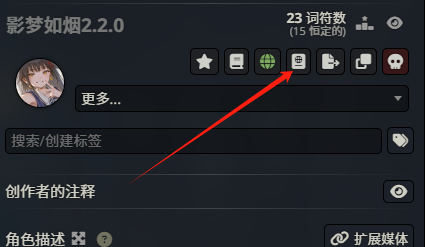 影梦如烟2.2.0
23 词符数
(15 恒定的)
更多...
搜索/创建标签
创作者的注释
角色描述
?
扩展媒体